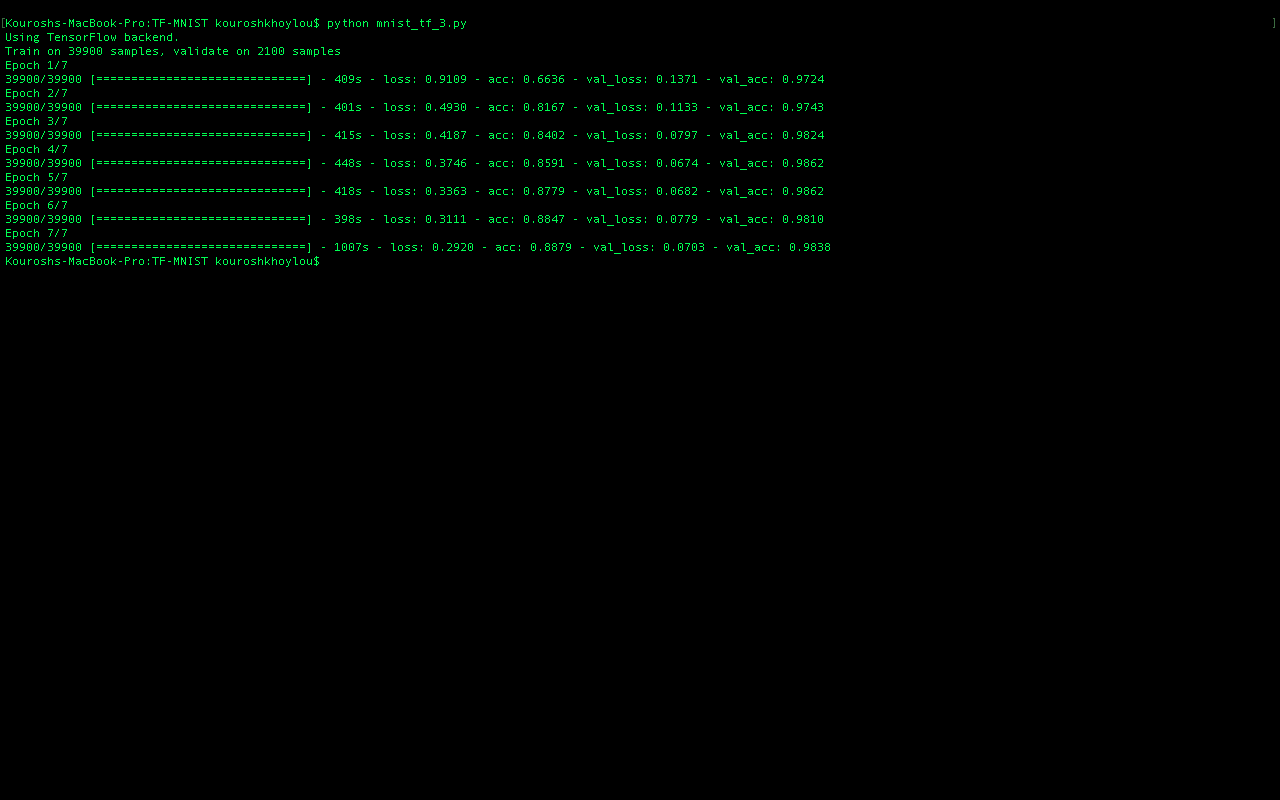 [Kouroshs-MacBook-Pro:TF-MNIST kouroshkhoylou$ python mnist_tf_3.py ]
Using TensorFlow backend.
Train on 39900 samples, validate on 2100 samples
Epoch 1/7
39900/39900 [==============================] - 409s - loss: 0.9109 - acc: 0.6636 - val_loss: 0.1371 - val_acc: 0.9724
Epoch 2/7
39900/39900 [==============================] - 401s - loss: 0.4930 - acc: 0.8167 - val_loss: 0.1133 - val_acc: 0.9743
Epoch 3/7
39900/39900 [==============================] - 415s - loss: 0.4187 - acc: 0.8402 - val_loss: 0.0797 - val_acc: 0.9824
Epoch 4/7
39900/39900 [==============================] - 448s - loss: 0.3746 - acc: 0.8591 - val_loss: 0.0674 - val_acc: 0.9862
Epoch 5/7
39900/39900 [==============================] - 418s - loss: 0.3363 - acc: 0.8779 - val_loss: 0.0682 - val_acc: 0.9862
Epoch 6/7
39900/39900 [==============================] - 398s - loss: 0.3111 - acc: 0.8847 - val_loss: 0.0779 - val_acc: 0.9810
Epoch 7/7
39900/39900 [==============================] - 1007s - loss: 0.2920 - acc: 0.8879 - val_loss: 0.0703 - val_acc: 0.9838
Kouroshs-MacBook-Pro:TF-MNIST kouroshkhoylou$